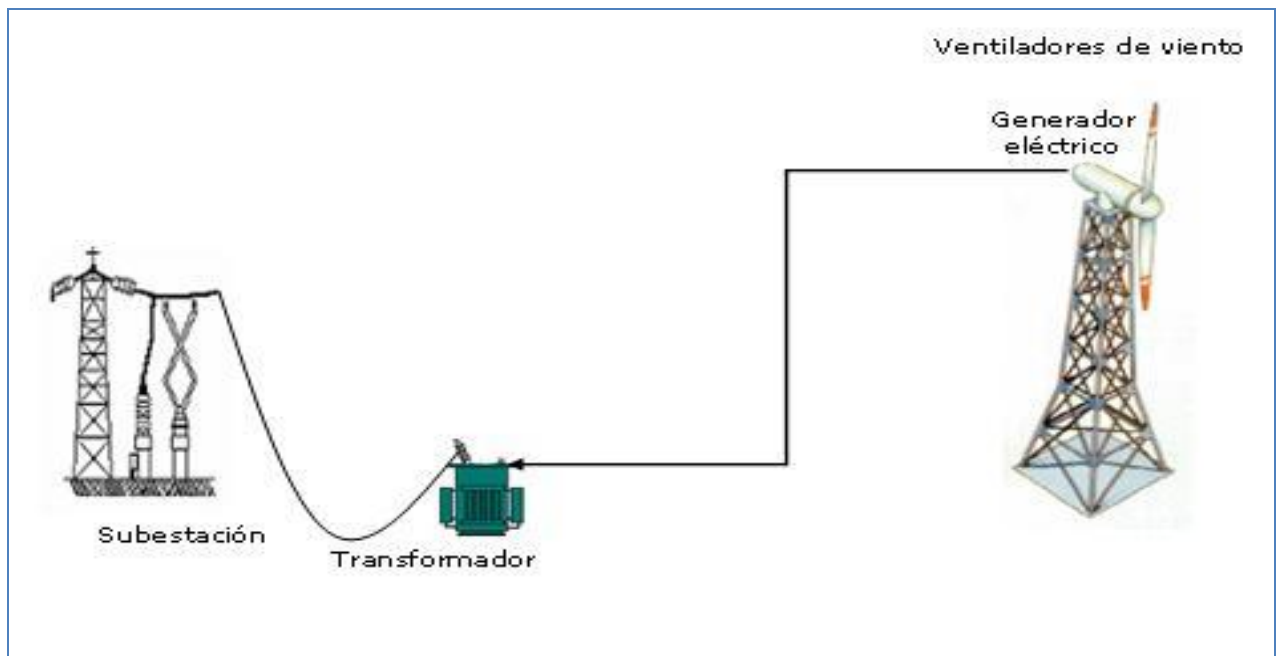 Ventiladores de viento
Generador
eléctrico
Subestación
Transformador